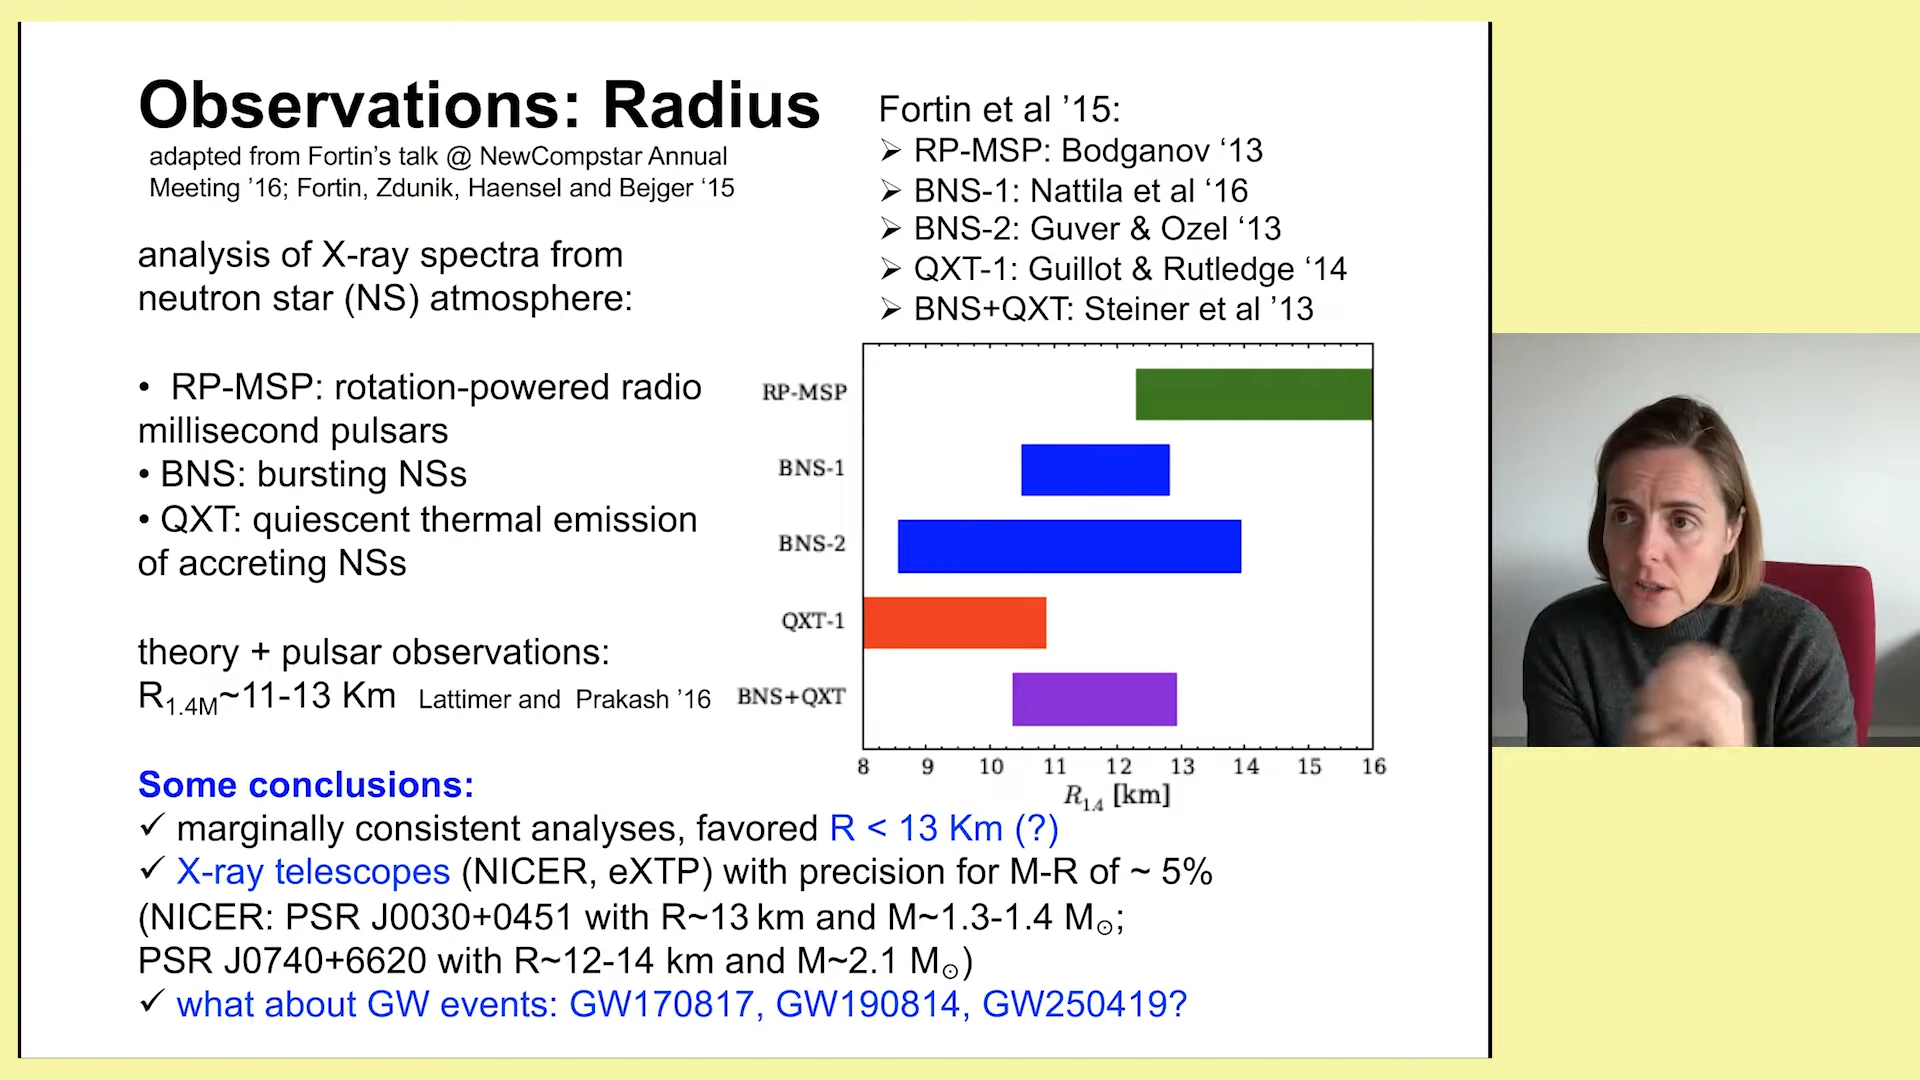 Observations: Radius
adapted from Fortin’s talk @ NewCompstar Annual
Meeting ’16; Fortin, Zdunik, Haensel and Bejger ‘15
analysis of X-ray spectra from
neutron star (NS) atmosphere:
• RP-MSP: rotation-powered radio
millisecond pulsars
• BNS: bursting NSs
• QXT: quiescent thermal emission
of accreting NSs
theory + pulsar observations:
R1.4M~11-13 Km Lattimer and Prakash ’16
Fortin et al ’15:
➢ RP-MSP: Bodganov ‘13
➢ BNS-1: Nattila et al ‘16
➢ BNS-2: Guver & Ozel ‘13
➢ QXT-1: Guillot & Rutledge ‘14
➢ BNS+QXT: Steiner et al ’13
RP-MSP
BNS-1
BNS-2
QXT-1
BNS+QXT
8 9 10 11 12 13 14 15 16
R1.4 [km]
Some conclusions:
✓ marginally consistent analyses, favored R < 13 Km (?)
✓ X-ray telescopes (NICER, eXTP) with precision for M-R of ~ 5%
(NICER: PSR J0030+0451 with R~13 km and M~1.3-1.4 M⊙;
PSR J0740+6620 with R~12-14 km and M~2.1 M⊙)
✓ what about GW events: GW170817, GW190814, GW250419?